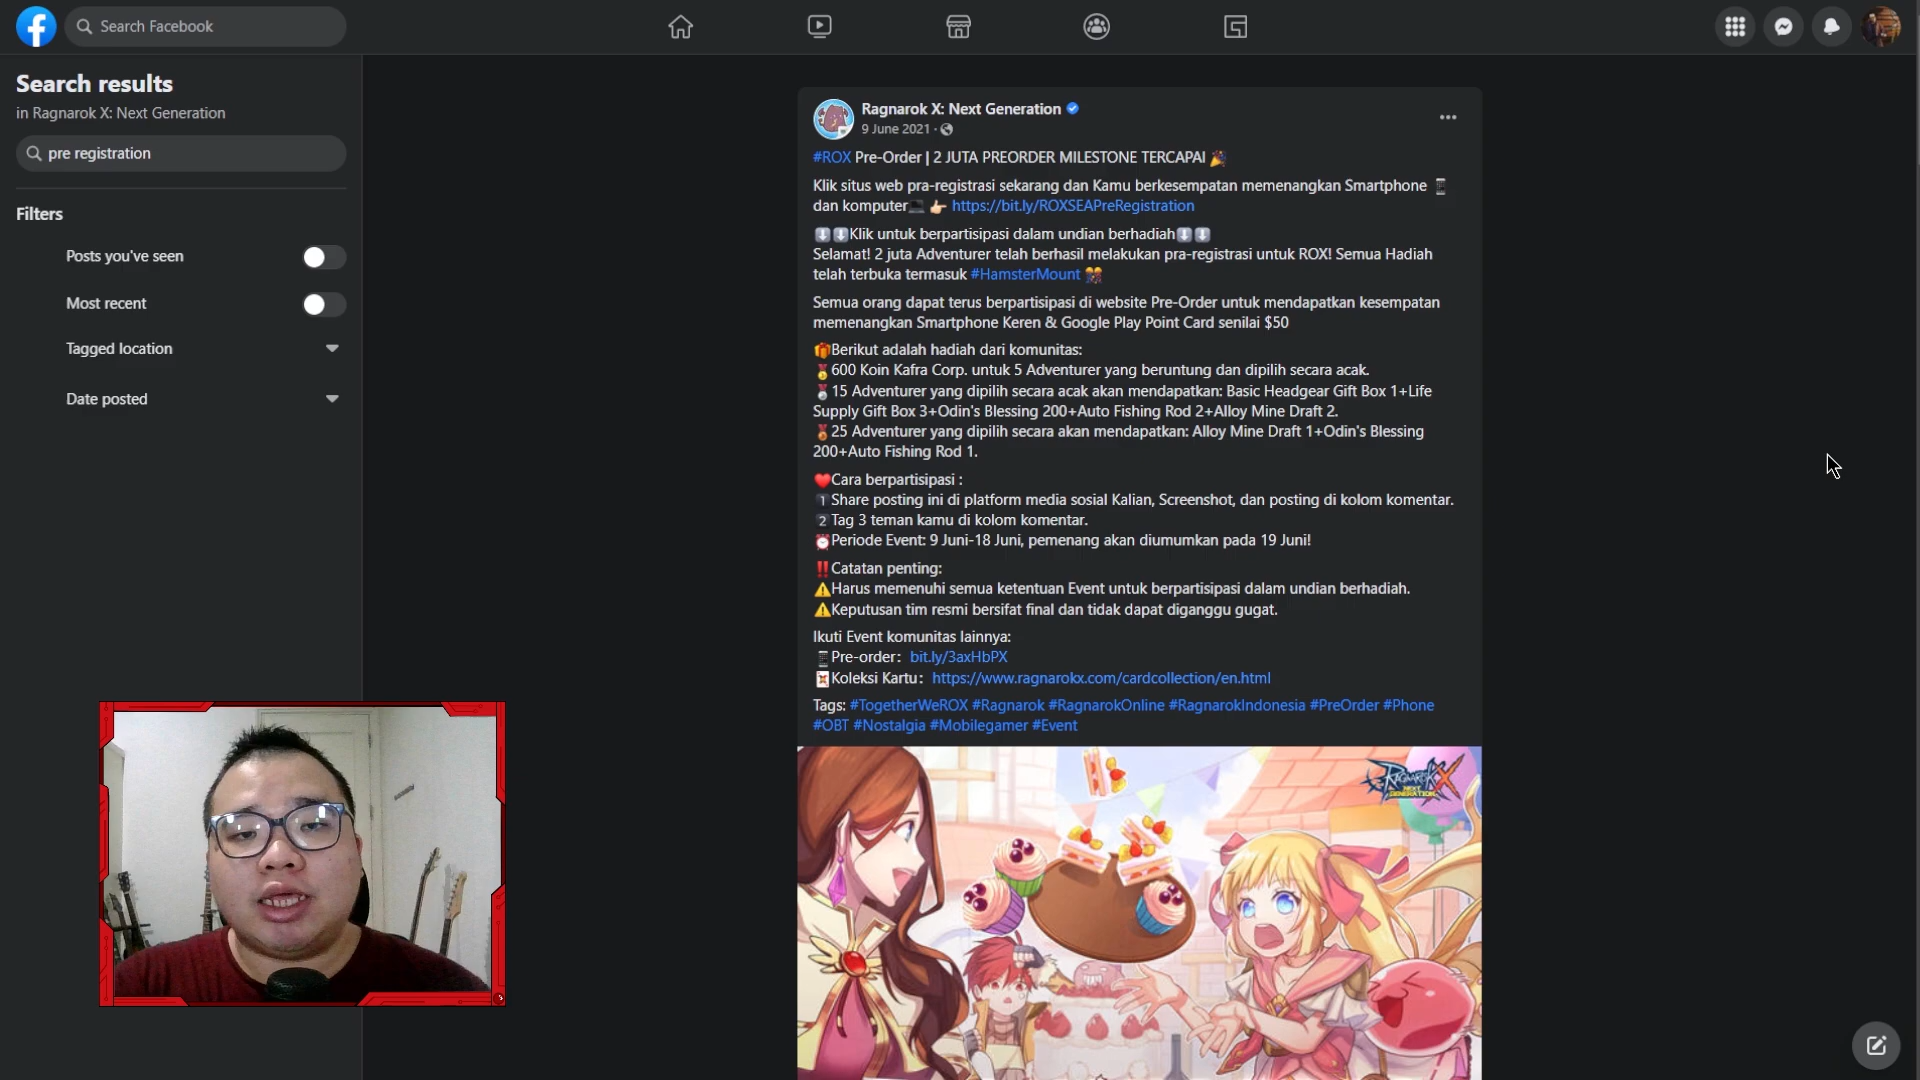 Search Facebook
Search results
in Ragnarok X: Next Generation
pre registration
Filters
Posts you've seen
Most recent
Tagged location
Date posted
Ragnarok X: Next Generation
9 June 2021 ·
#ROX Pre-Order | 2 JUTA PREORDER MILESTONE TERCAPAI 🎉
Klik situs web pra-registrasi sekarang dan Kamu berkesempatan memenangkan Smartphone 📱
dan komputer💻 👉🏻 https://bit.ly/ROXSEAPreRegistration
⬇️⬇️Klik untuk berpartisipasi dalam undian berhadiah⬇️⬇️
Selamat! 2 juta Adventurer telah berhasil melakukan pra-registrasi untuk ROX! Semua Hadiah
telah terbuka termasuk #HamsterMount 🎊
Semua orang dapat terus berpartisipasi di website Pre-Order untuk mendapatkan kesempatan
memenangkan Smartphone Keren & Google Play Point Card senilai $50
🎁Berikut adalah hadiah dari komunitas:
🥇600 Koin Kafra Corp. untuk 5 Adventurer yang beruntung dan dipilih secara acak.
🥈15 Adventurer yang dipilih secara acak akan mendapatkan: Basic Headgear Gift Box 1+Life
Supply Gift Box 3+Odin's Blessing 200+Auto Fishing Rod 2+Alloy Mine Draft 2.
🥉25 Adventurer yang dipilih secara akan mendapatkan: Alloy Mine Draft 1+Odin's Blessing
200+Auto Fishing Rod 1.
❤️Cara berpartisipasi :
1️⃣Share posting ini di platform media sosial Kalian, Screenshot, dan posting di kolom komentar.
2️⃣Tag 3 teman kamu di kolom komentar.
⏰Periode Event: 9 Juni-18 Juni, pemenang akan diumumkan pada 19 Juni!
‼️Catatan penting:
⚠️Harus memenuhi semua ketentuan Event untuk berpartisipasi dalam undian berhadiah.
⚠️Keputusan tim resmi bersifat final dan tidak dapat diganggu gugat.
Ikuti Event komunitas lainnya:
📱Pre-order: bit.ly/3axHbPX
🃏Koleksi Kartu: https://www.ragnarokx.com/cardcollection/en.html
Tags: #TogetherWeROX #Ragnarok #RagnarokOnline #RagnarokIndonesia #PreOrder #Phone
#OBT #Nostalgia #Mobilegamer #Event
RAGNAROK X
NEXT GENERATION